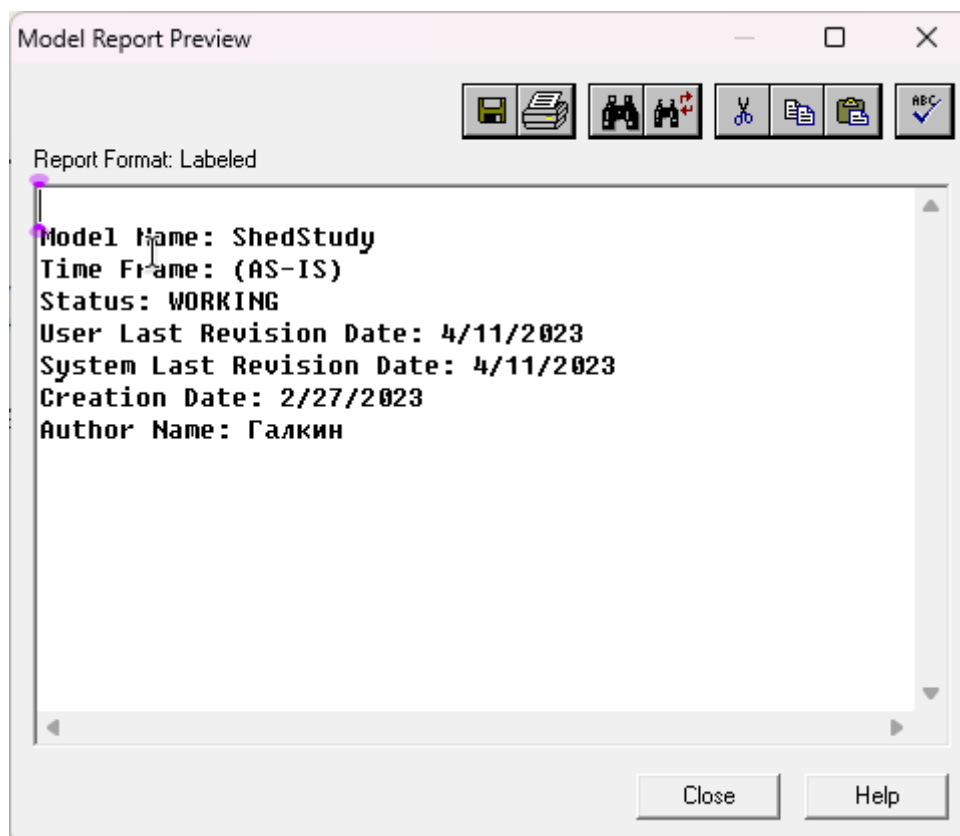 Model Report Preview
ABC
Report Format: Labeled
Model Name: ShedStudy
Time Frame: (AS-IS)
Status: WORKING
User Last Revision Date: 4/11/2023
System Last Revision Date: 4/11/2023
Creation Date: 2/27/2023
Author Name: Галкин
Close Help